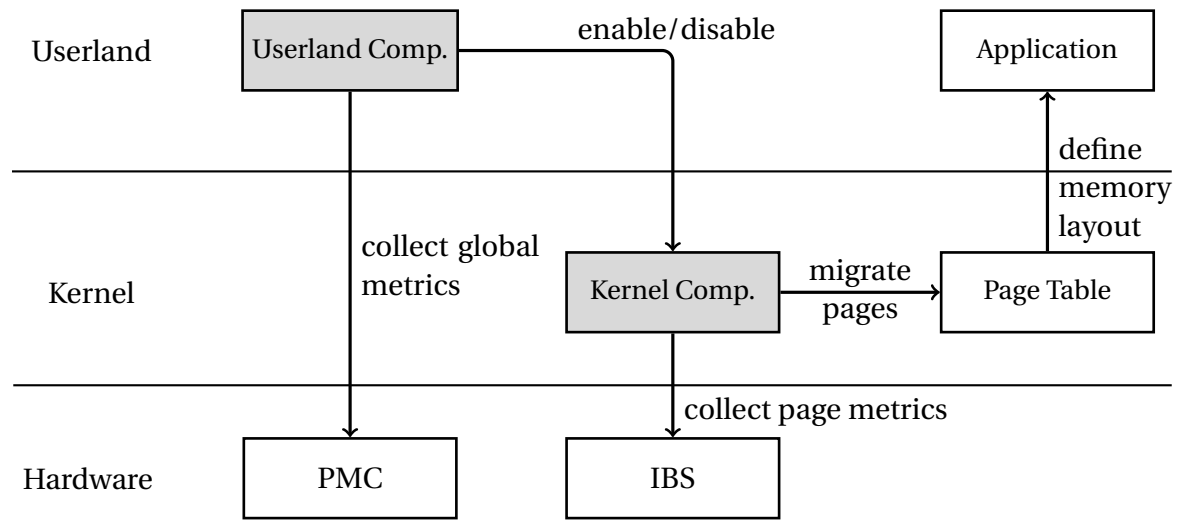 enable/disable
Userland
Userland Comp.
Application
define
memory
layout
collect global
metrics
Kernel
Kernel Comp.
migrate
pages
Page Table
collect page metrics
Hardware
PMC
IBS